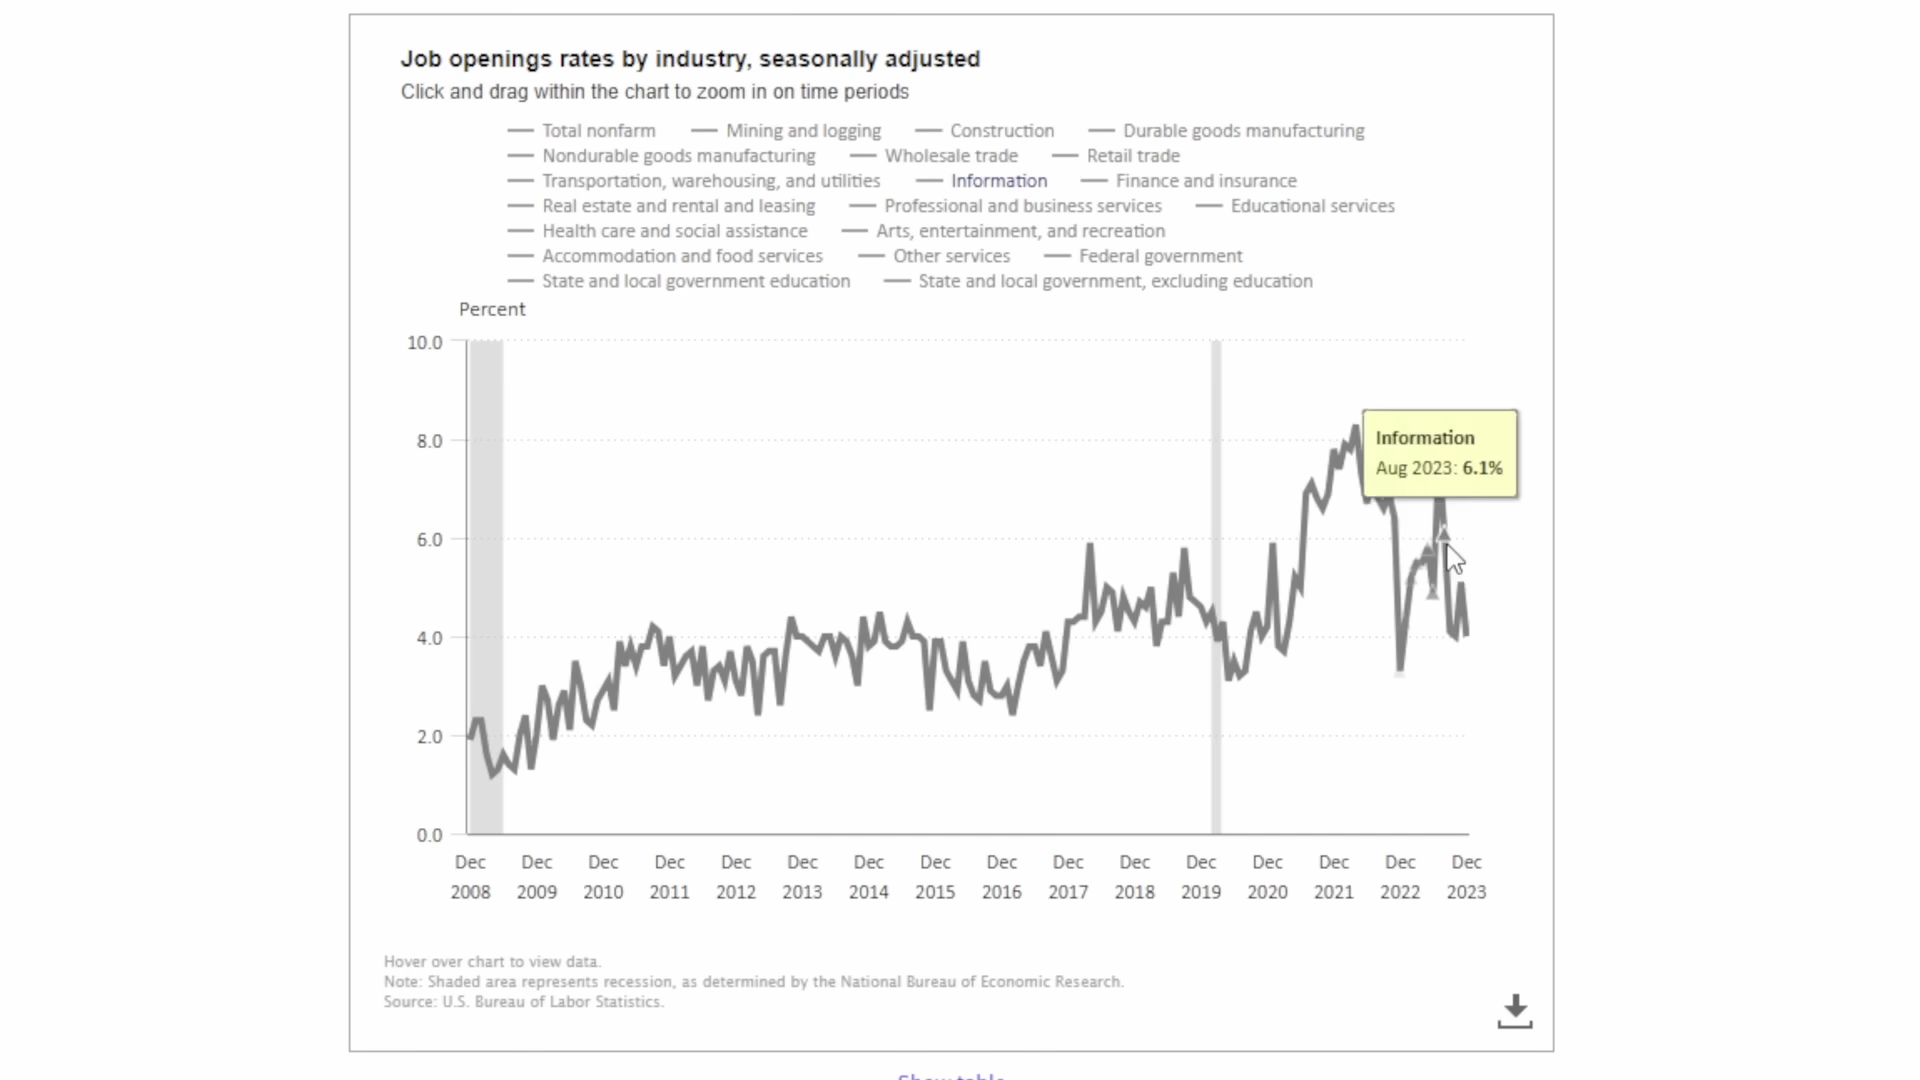 Job openings rates by industry, seasonally adjusted
Click and drag within the chart to zoom in on time periods
Total nonfarm Mining and logging Construction Durable goods manufacturing
Nondurable goods manufacturing Wholesale trade Retail trade
Transportation, warehousing, and utilities Information Finance and insurance
Real estate and rental and leasing Professional and business services Educational services
Health care and social assistance Arts, entertainment, and recreation
Accommodation and food services Other services Federal government
State and local government education State and local government, excluding education
Percent
10.0
8.0
Information
Aug 2023: 6.1%
6.0
4.0
2.0
0.0
Dec Dec Dec Dec Dec Dec Dec Dec Dec Dec Dec Dec Dec Dec Dec Dec
2008 2009 2010 2011 2012 2013 2014 2015 2016 2017 2018 2019 2020 2021 2022 2023
Hover over chart to view data.
Note: Shaded area represents recession, as determined by the National Bureau of Economic Research.
Source: U.S. Bureau of Labor Statistics.
Show table